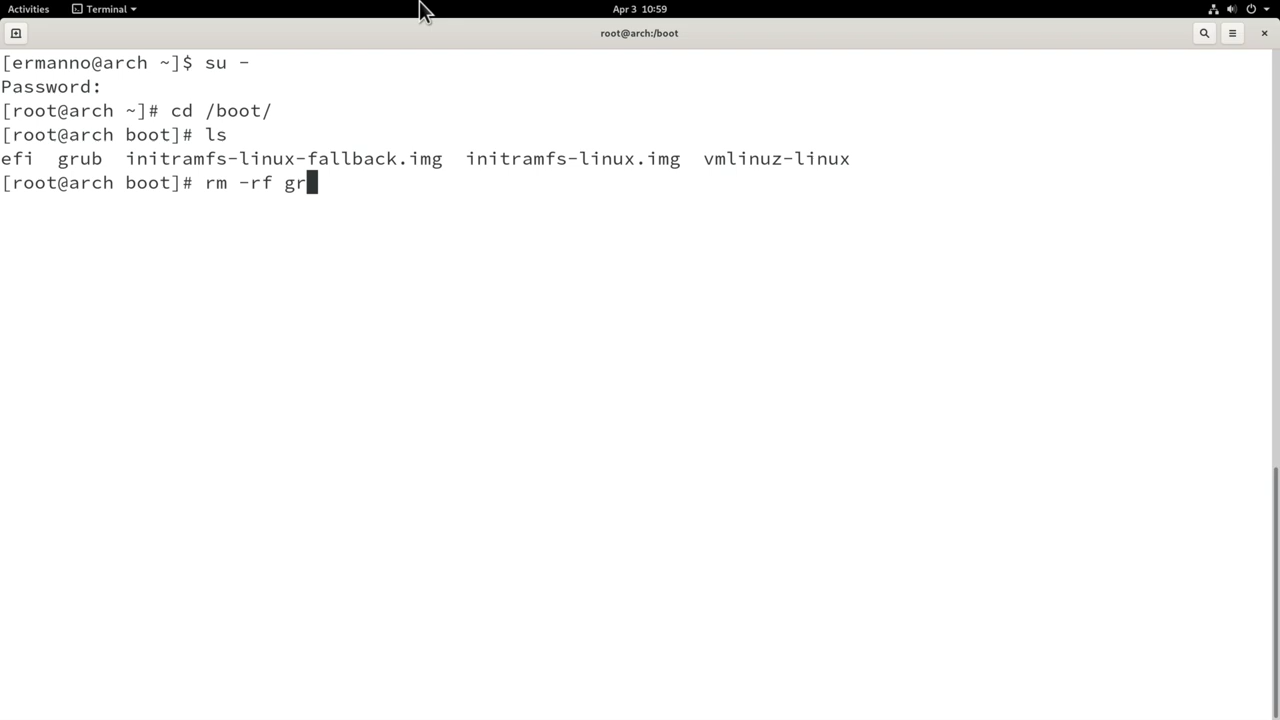 Activities Terminal Apr 3 10:59
root@arch:/boot
[ermanno@arch ~]$ su -
Password:
[root@arch ~]# cd /boot/
[root@arch boot]# ls
efi grub initramfs-linux-fallback.img initramfs-linux.img vmlinuz-linux
[root@arch boot]# rm -rf gr